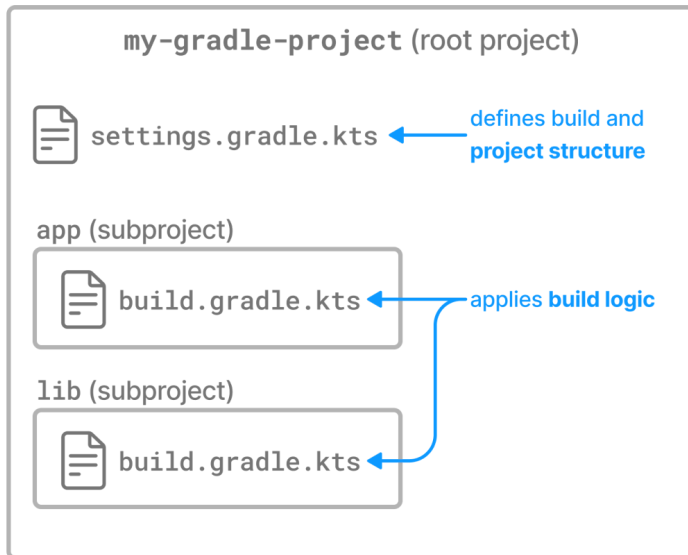 my-gradle-project (root project)
settings.gradle.kts
defines build and
project structure
app (subproject)
build.gradle.kts
applies build logic
lib (subproject)
build.gradle.kts